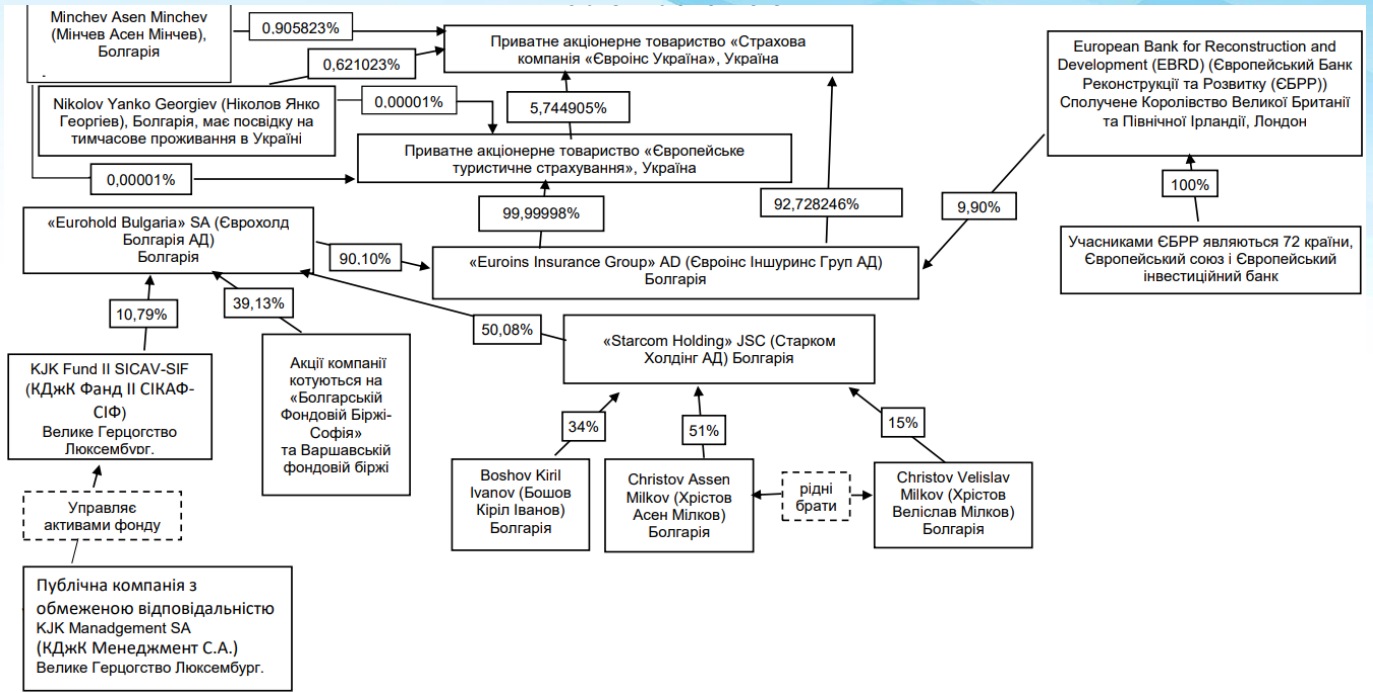 Minchev Asen Minchev
(Мінчев Асен Мінчев),
Болгарія
0,905823%
Приватне акціонерне товариство «Страхова
компанія «Євроінс Україна», Україна
European Bank for Reconstruction and
Development (EBRD) (Європейський Банк
Реконструкції та Розвитку (ЄБРР))
Сполучене Королівство Великої Британії
та Північної Ірландії, Лондон
0,621023%
Nikolov Yanko Georgiev (Ніколов Янко
Георгіев), Болгарія, має посвідку на
тимчасове проживання в Україні
0,00001%
5,744905%
Приватне акціонерне товариство «Європейське
туристичне страхування», Україна
0,00001%
100%
99,99998%
92,728246%
9,90%
«Eurohold Bulgaria» SA (Єврохолд
Болгарія АД)
Болгарія
90,10%
«Euroins Insurance Group» AD (Євроінс Іншуринс Груп АД)
Болгарія
Учасниками ЄБРР являються 72 країни,
Європейський союз і Європейський
інвестиційний банк
10,79%
39,13%
50,08%
«Starcom Holding» JSC (Старком
Холдінг АД) Болгарія
KJK Fund II SICAV-SIF
(КДжК Фанд II СІКАФ-
СІФ)
Велике Герцогство
Люксембург.
Акції компанії
котуються на
«Болгарській
Фондовій Біржі-
Софія»
та Варшавській
фондовій біржі
34%
51%
15%
Boshov Kiril
Ivanov (Бошов
Кіріл Іванов)
Болгарія
Christov Assen
Milkov (Хрістов
Асен Мілков)
Болгарія
рідні
брати
Christov Velislav
Milkov (Хрістов
Веліслав Мілков)
Болгарія
Управляє
активами фонду
Публічна компанія з
обмеженою відповідальністю
KJK Manadgement SA
(КДжК Менеджмент С.А.)
Велике Герцогство Люксембург.